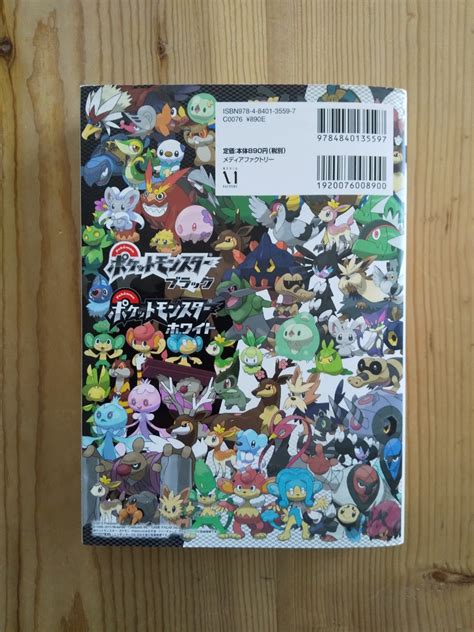 ISBN978-4-8401-3559-7
C0076 ¥890E
定価:本体890円(税別)
メディアファクトリー
9784840135597
1920076008900
MEDIA
FACTORY
ポケットモンスター
ブラック
ポケットモンスター
ホワイト